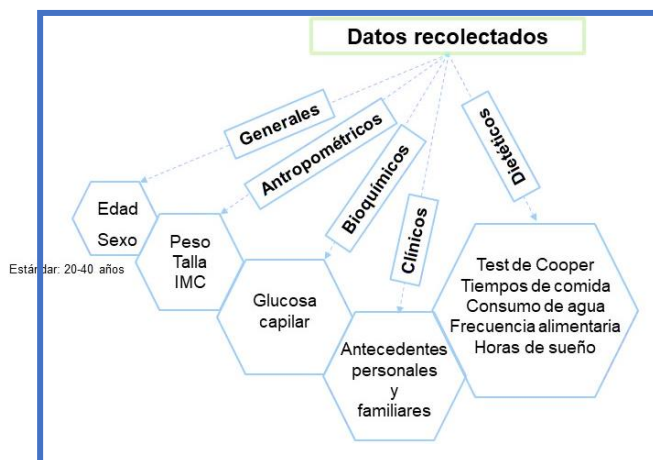 Datos recolectados
Generales
Antropométricos
Bioquímicos
Clínicos
Dietéticos
Edad
Sexo
Estándar: 20-40 años
Peso
Talla
IMC
Glucosa
capilar
Antecedentes
personales
y
familiares
Test de Cooper
Tiempos de comida
Consumo de agua
Frecuencia alimentaria
Horas de sueño